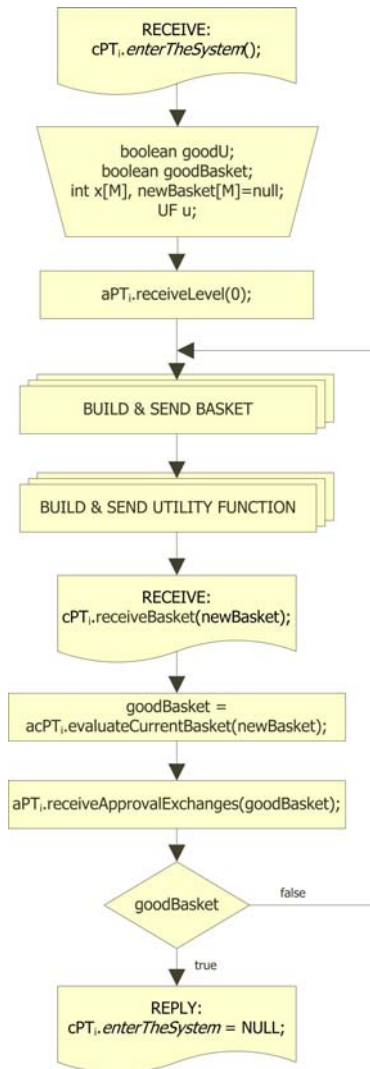 RECEIVE:
cPTᵢ.enterTheSystem();
boolean goodU;
boolean goodBasket;
int x[M], newBasket[M]=null;
UF u;
aPTᵢ.receiveLevel(0);
BUILD & SEND BASKET
BUILD & SEND UTILITY FUNCTION
RECEIVE:
cPTᵢ.receiveBasket(newBasket);
goodBasket =
acPTᵢ.evaluateCurrentBasket(newBasket);
aPTᵢ.receiveApprovalExchanges(goodBasket);
goodBasket
false
true
REPLY:
cPTᵢ.enterTheSystem = NULL;